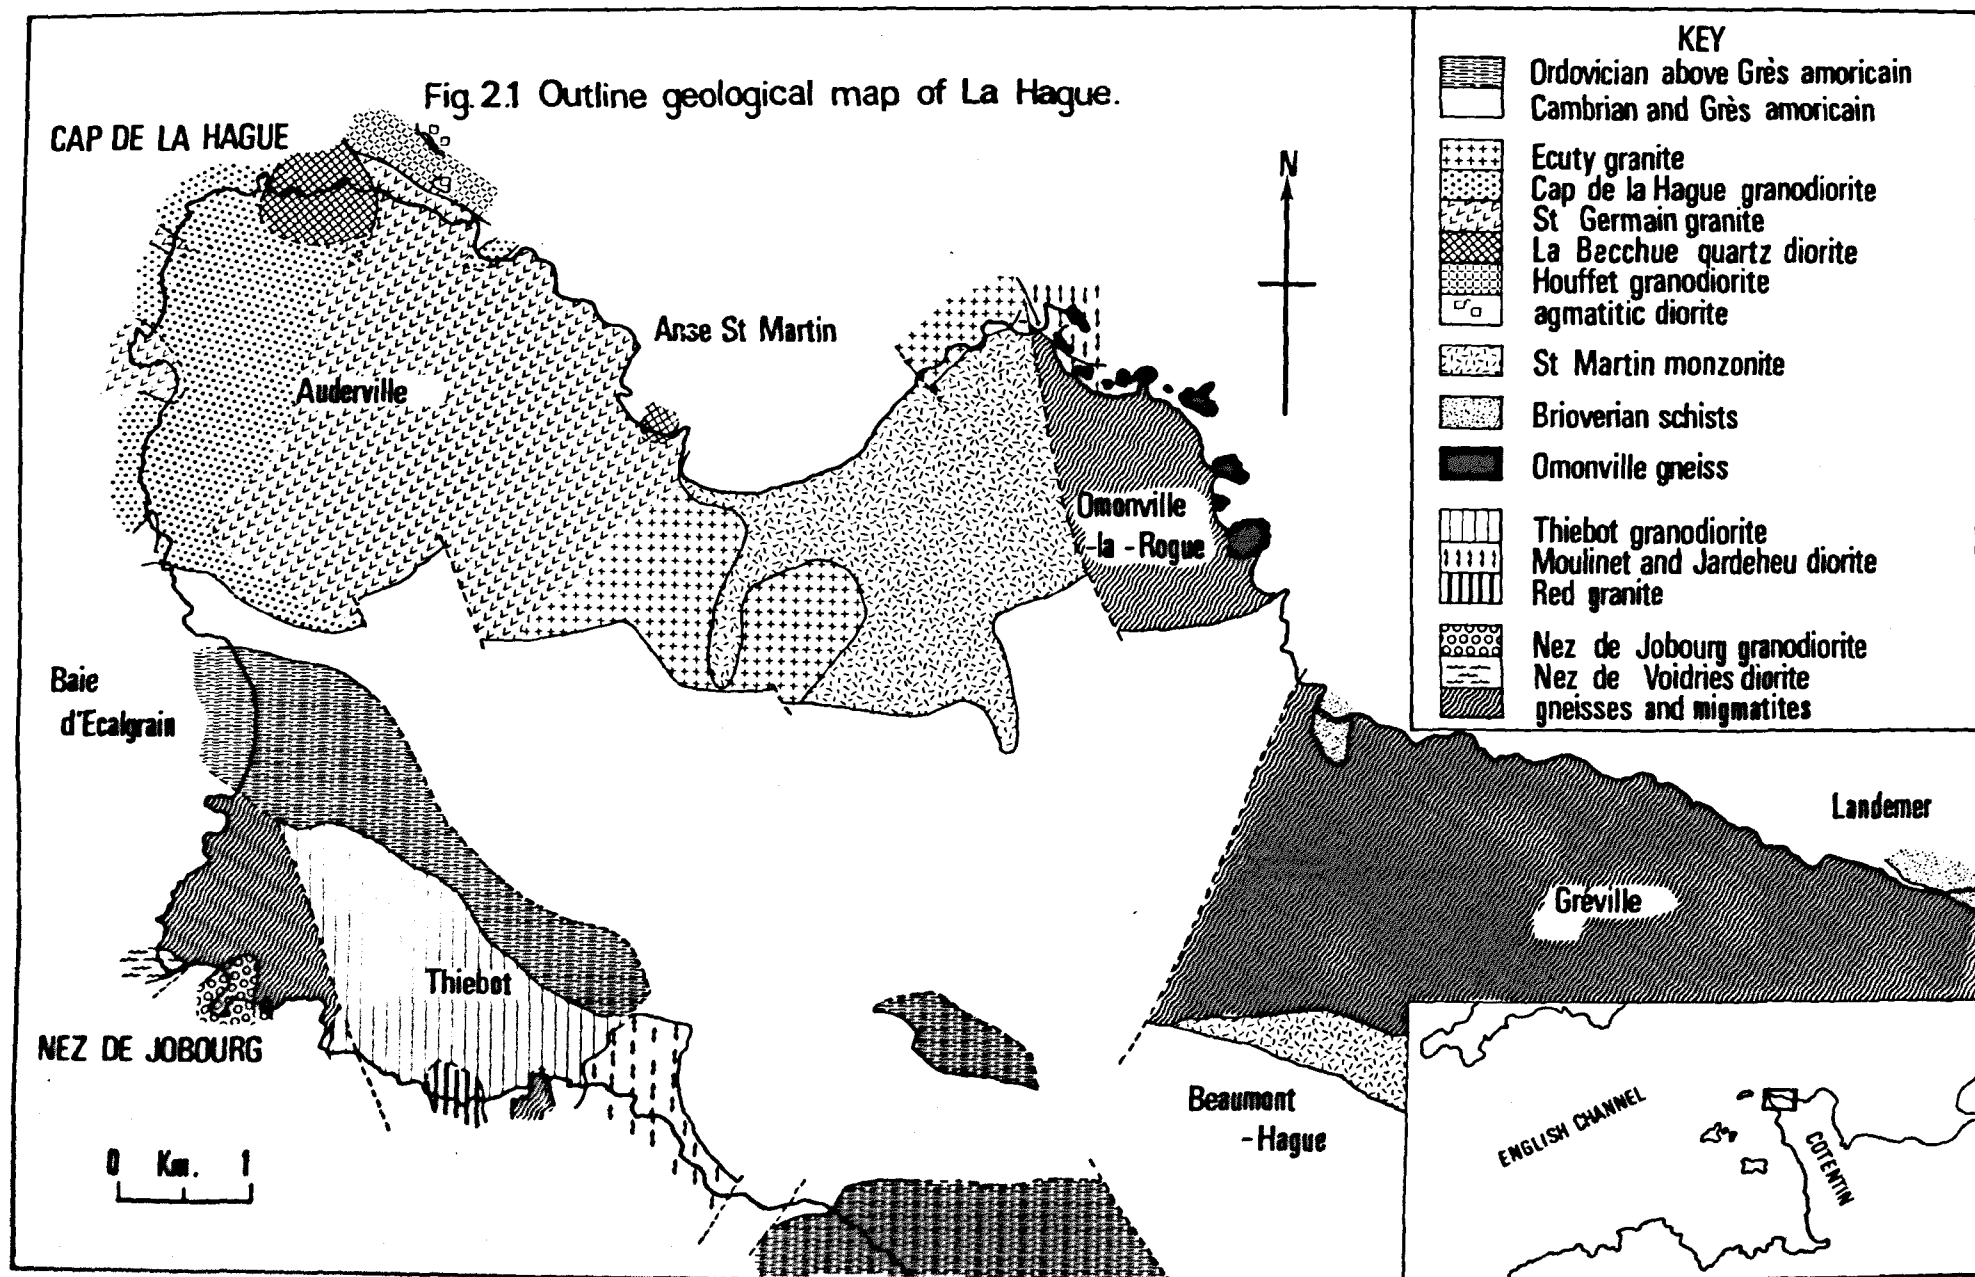 Fig. 2.1 Outline geological map of La Hague.
CAP DE LA HAGUE
N
Anse St Martin
Auderville
Omonville
-la-Rogue
Baie
d'Ecalgrain
Landemer
Gréville
Thiebot
NEZ DE JOBOURG
Beaumont
-Hague
0 Km. 1
KEY
Ordovician above Grès amoricain
Cambrian and Grès amoricain
Ecuty granite
Cap de la Hague granodiorite
St Germain granite
La Becchue quartz diorite
Houffet granodiorite
agmatitic diorite
St Martin monzonite
Brioverian schists
Omonville gneiss
Thiebot granodiorite
Moulinet and Jardeheu diorite
Red granite
Nez de Jobourg granodiorite
Nez de Voidries diorite
gneisses and migmatites
ENGLISH CHANNEL
COTENTIN